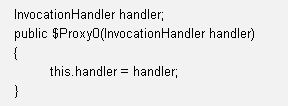 InvocationHandler handler;
public $Proxy0(InvocationHandler handler)
{
this.handler = handler;
}